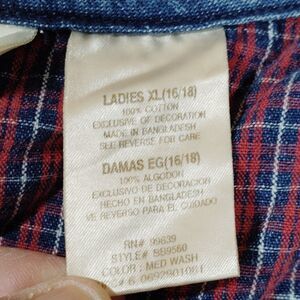 LADIES XL(16/18)
100% COTTON
EXCLUSIVE OF DECORATION
MADE IN BANGLADESH
SEE REVERSE FOR CARE
DAMAS EG(16/18)
100% ALGODON
EXCLUSIVO DE DECORACION
HECHO EN BANGLADESH
VE REVERSO PARA EL CUIDADO
RN# 99639
STYLE# BB9560
COLOR: MED WASH